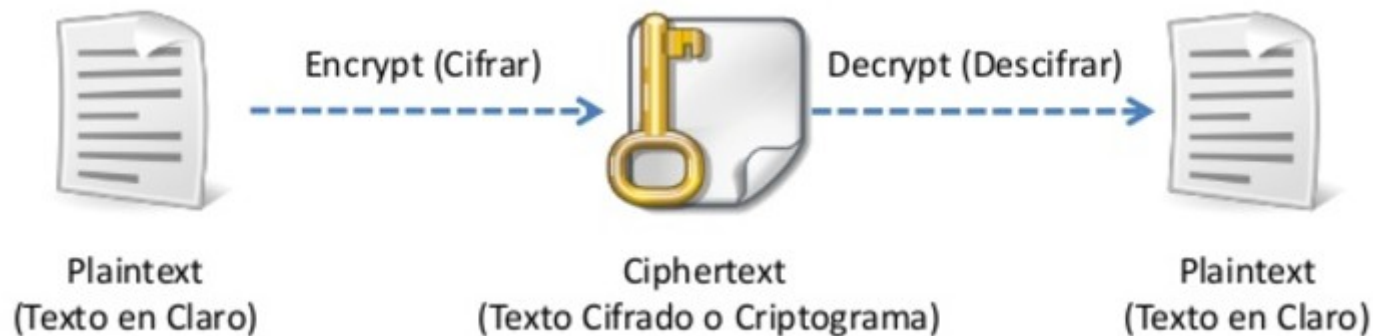 Encrypt (Cifrar)
Decrypt (Descifrar)
Plaintext
(Texto en Claro)
Ciphertext
(Texto Cifrado o Criptograma)
Plaintext
(Texto en Claro)